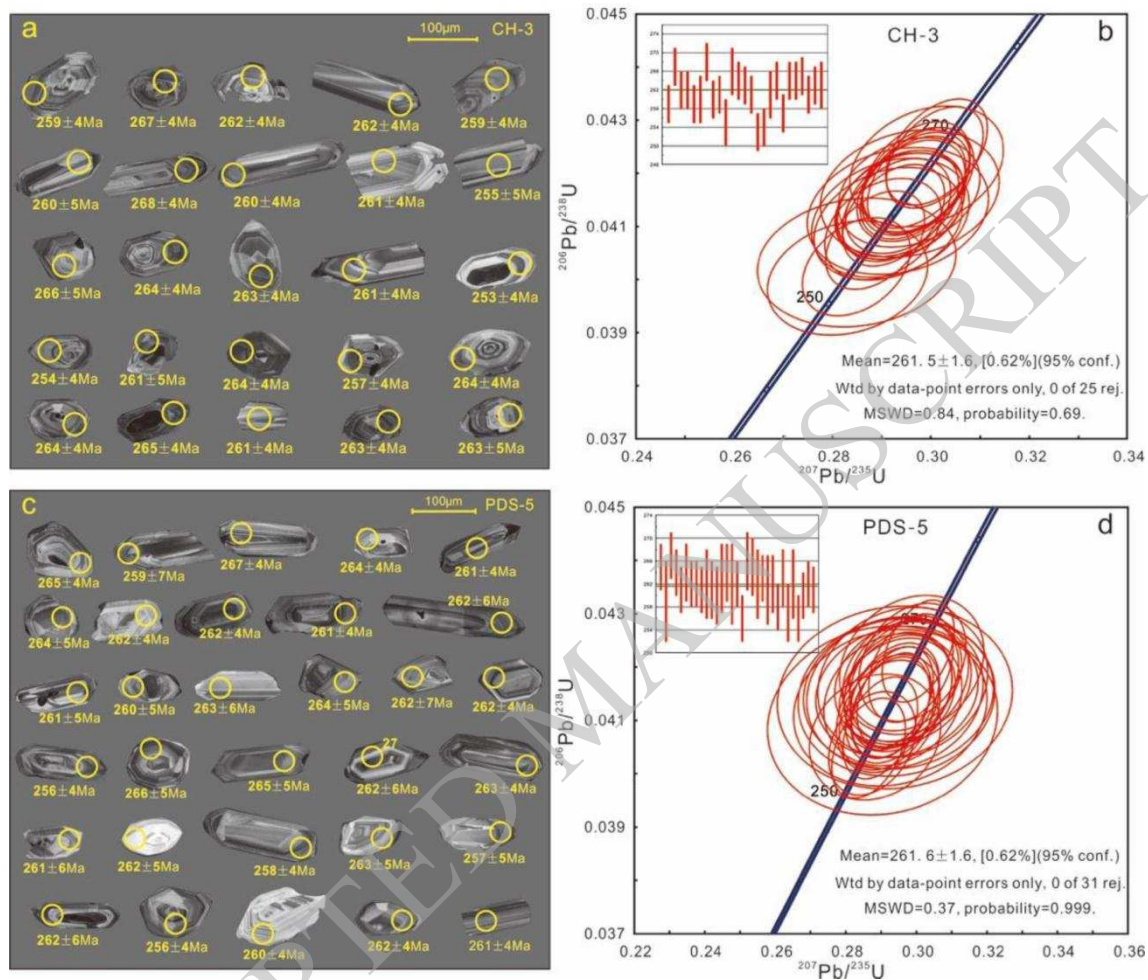 a
100μm
CH-3
259±4Ma
267±4Ma
262±4Ma
262±4Ma
259±4Ma
260±5Ma
268±4Ma
260±4Ma
261±4Ma
255±5Ma
266±5Ma
264±4Ma
263±4Ma
261±4Ma
253±4Ma
254±4Ma
261±5Ma
264±4Ma
257±4Ma
264±4Ma
264±4Ma
265±4Ma
261±4Ma
263±4Ma
263±5Ma
b
CH-3
0.045
0.043
0.041
0.039
0.037
206Pb/238U
270
250
274
Mean=261.5±1.6, [0.62%](95% conf.)
Wtd by data-point errors only, 0 of 25 rej.
MSWD=0.84, probability=0.69.
0.24 0.26 0.28 0.30 0.32 0.34
207Pb/235U
c
100μm
PDS-5
265±4Ma
259±7Ma
267±4Ma
264±4Ma
261±4Ma
262±6Ma
264±5Ma
262±4Ma
262±4Ma
261±4Ma
261±5Ma
260±5Ma
263±6Ma
264±5Ma
262±7Ma
262±4Ma
27
256±4Ma
266±5Ma
265±5Ma
262±6Ma
263±4Ma
261±6Ma
262±5Ma
258±4Ma
263±5Ma
257±5Ma
262±6Ma
256±4Ma
260±4Ma
262±4Ma
261±4Ma
d
PDS-5
0.045
0.043
0.041
0.039
0.037
206Pb/238U
250
Mean=261.6±1.6, [0.62%](95% conf.)
Wtd by data-point errors only, 0 of 31 rej.
MSWD=0.37, probability=0.999.
0.22 0.24 0.26 0.28 0.30 0.32 0.34 0.36
207Pb/235U
PTED MANUSCRIPT